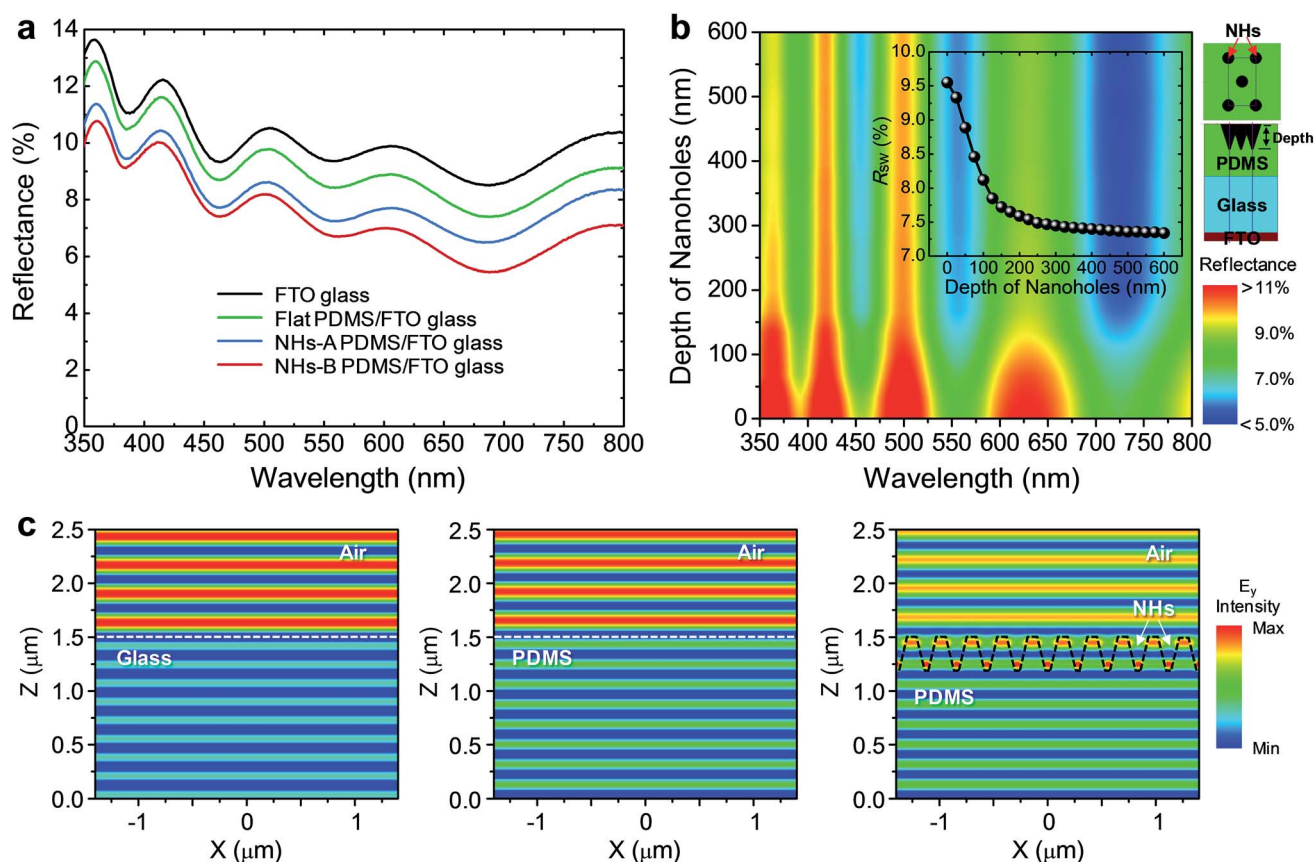 a
14
12
10
8
6
4
2
0
Reflectance (%)
FTO glass
Flat PDMS/FTO glass
NHs-A PDMS/FTO glass
NHs-B PDMS/FTO glass
350 400 450 500 550 600 650 700 750 800
Wavelength (nm)
b
600
500
400
300
200
100
0
Depth of Nanoholes (nm)
10.0
9.5
9.0
8.5
8.0
7.5
7.0
RSW (%)
0 100 200 300 400 500 600
Depth of Nanoholes (nm)
350 400 450 500 550 600 650 700 750 800
Wavelength (nm)
NHs
Depth
PDMS
Glass
FTO
Reflectance
> 11%
9.0%
7.0%
< 5.0%
c
2.5
2.0
1.5
1.0
0.5
0.0
Z (μm)
Air
Glass
-1 0 1
X (μm)
2.5
2.0
1.5
1.0
0.5
0.0
Z (μm)
Air
PDMS
-1 0 1
X (μm)
2.5
2.0
1.5
1.0
0.5
0.0
Z (μm)
Air
NHs
PDMS
-1 0 1
X (μm)
Ey
Intensity
Max
Min